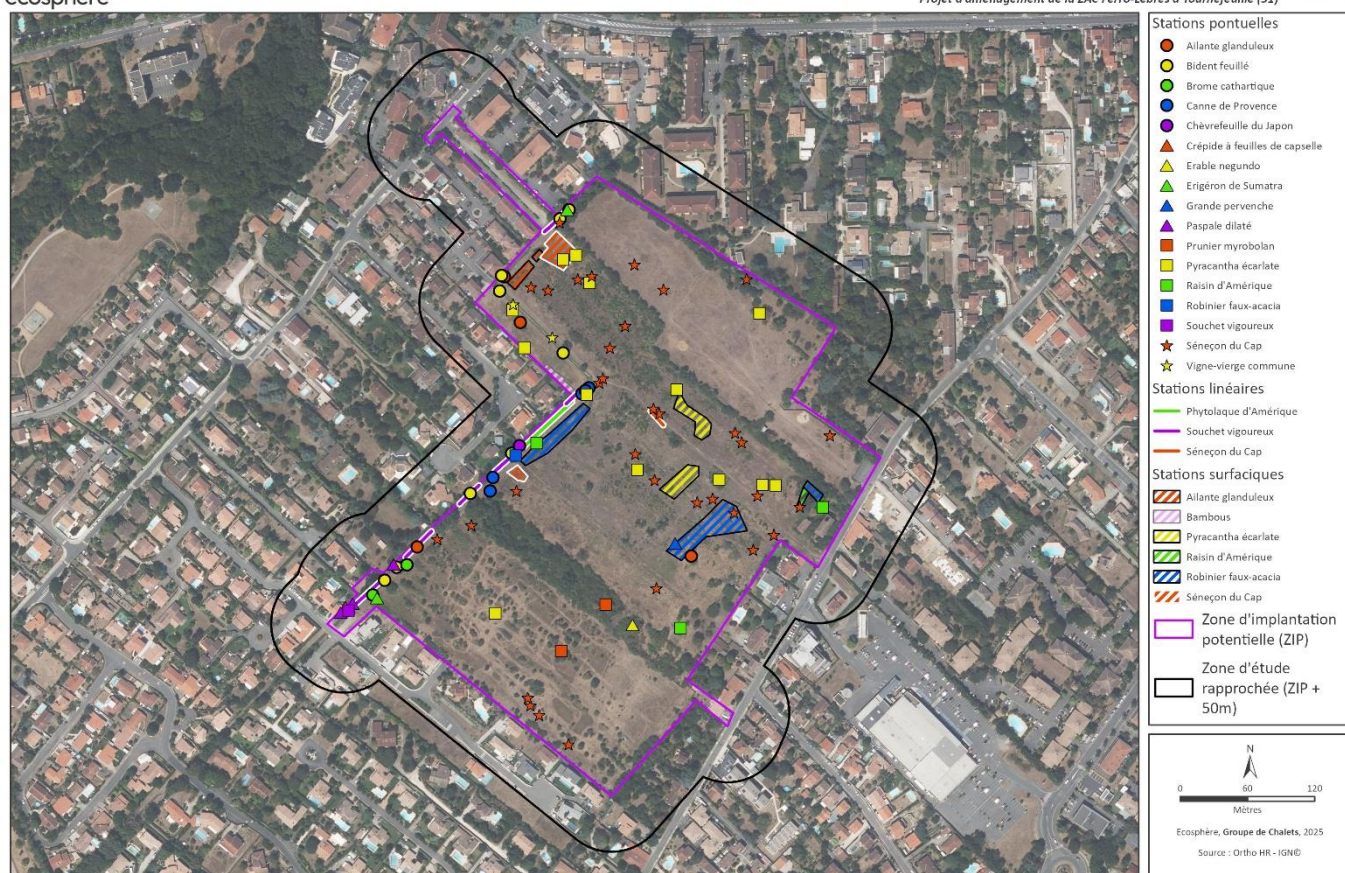 ecosphère
Projet d'aménagement de la ZAC Ferro-Lèbres à Tournefeuille (31)
Stations pontuelles
Ailante glanduleux
Bident feuillé
Brome cathartique
Canne de Provence
Chèvrefeuille du Japon
Crépide à feuilles de capselle
Erable negundo
Erigéron de Sumatra
Grande pervenche
Paspale dilaté
Prunier myrobolan
Pyracantha écarlate
Raisin d'Amérique
Robinier faux-acacia
Souchet vigoureux
Séneçon du Cap
Vigne-vierge commune
Stations linéaires
Phytolaque d'Amérique
Souchet vigoureux
Séneçon du Cap
Stations surfaciques
Ailante glanduleux
Bambous
Pyracantha écarlate
Raisin d'Amérique
Robinier faux-acacia
Séneçon du Cap
Zone d'implantation
potentielle (ZIP)
Zone d'étude
rapprochée (ZIP +
50m)
N
0 60 120
Mètres
Ecosphère, Groupe de Chalets, 2025
Source : Ortho HR - IGN©